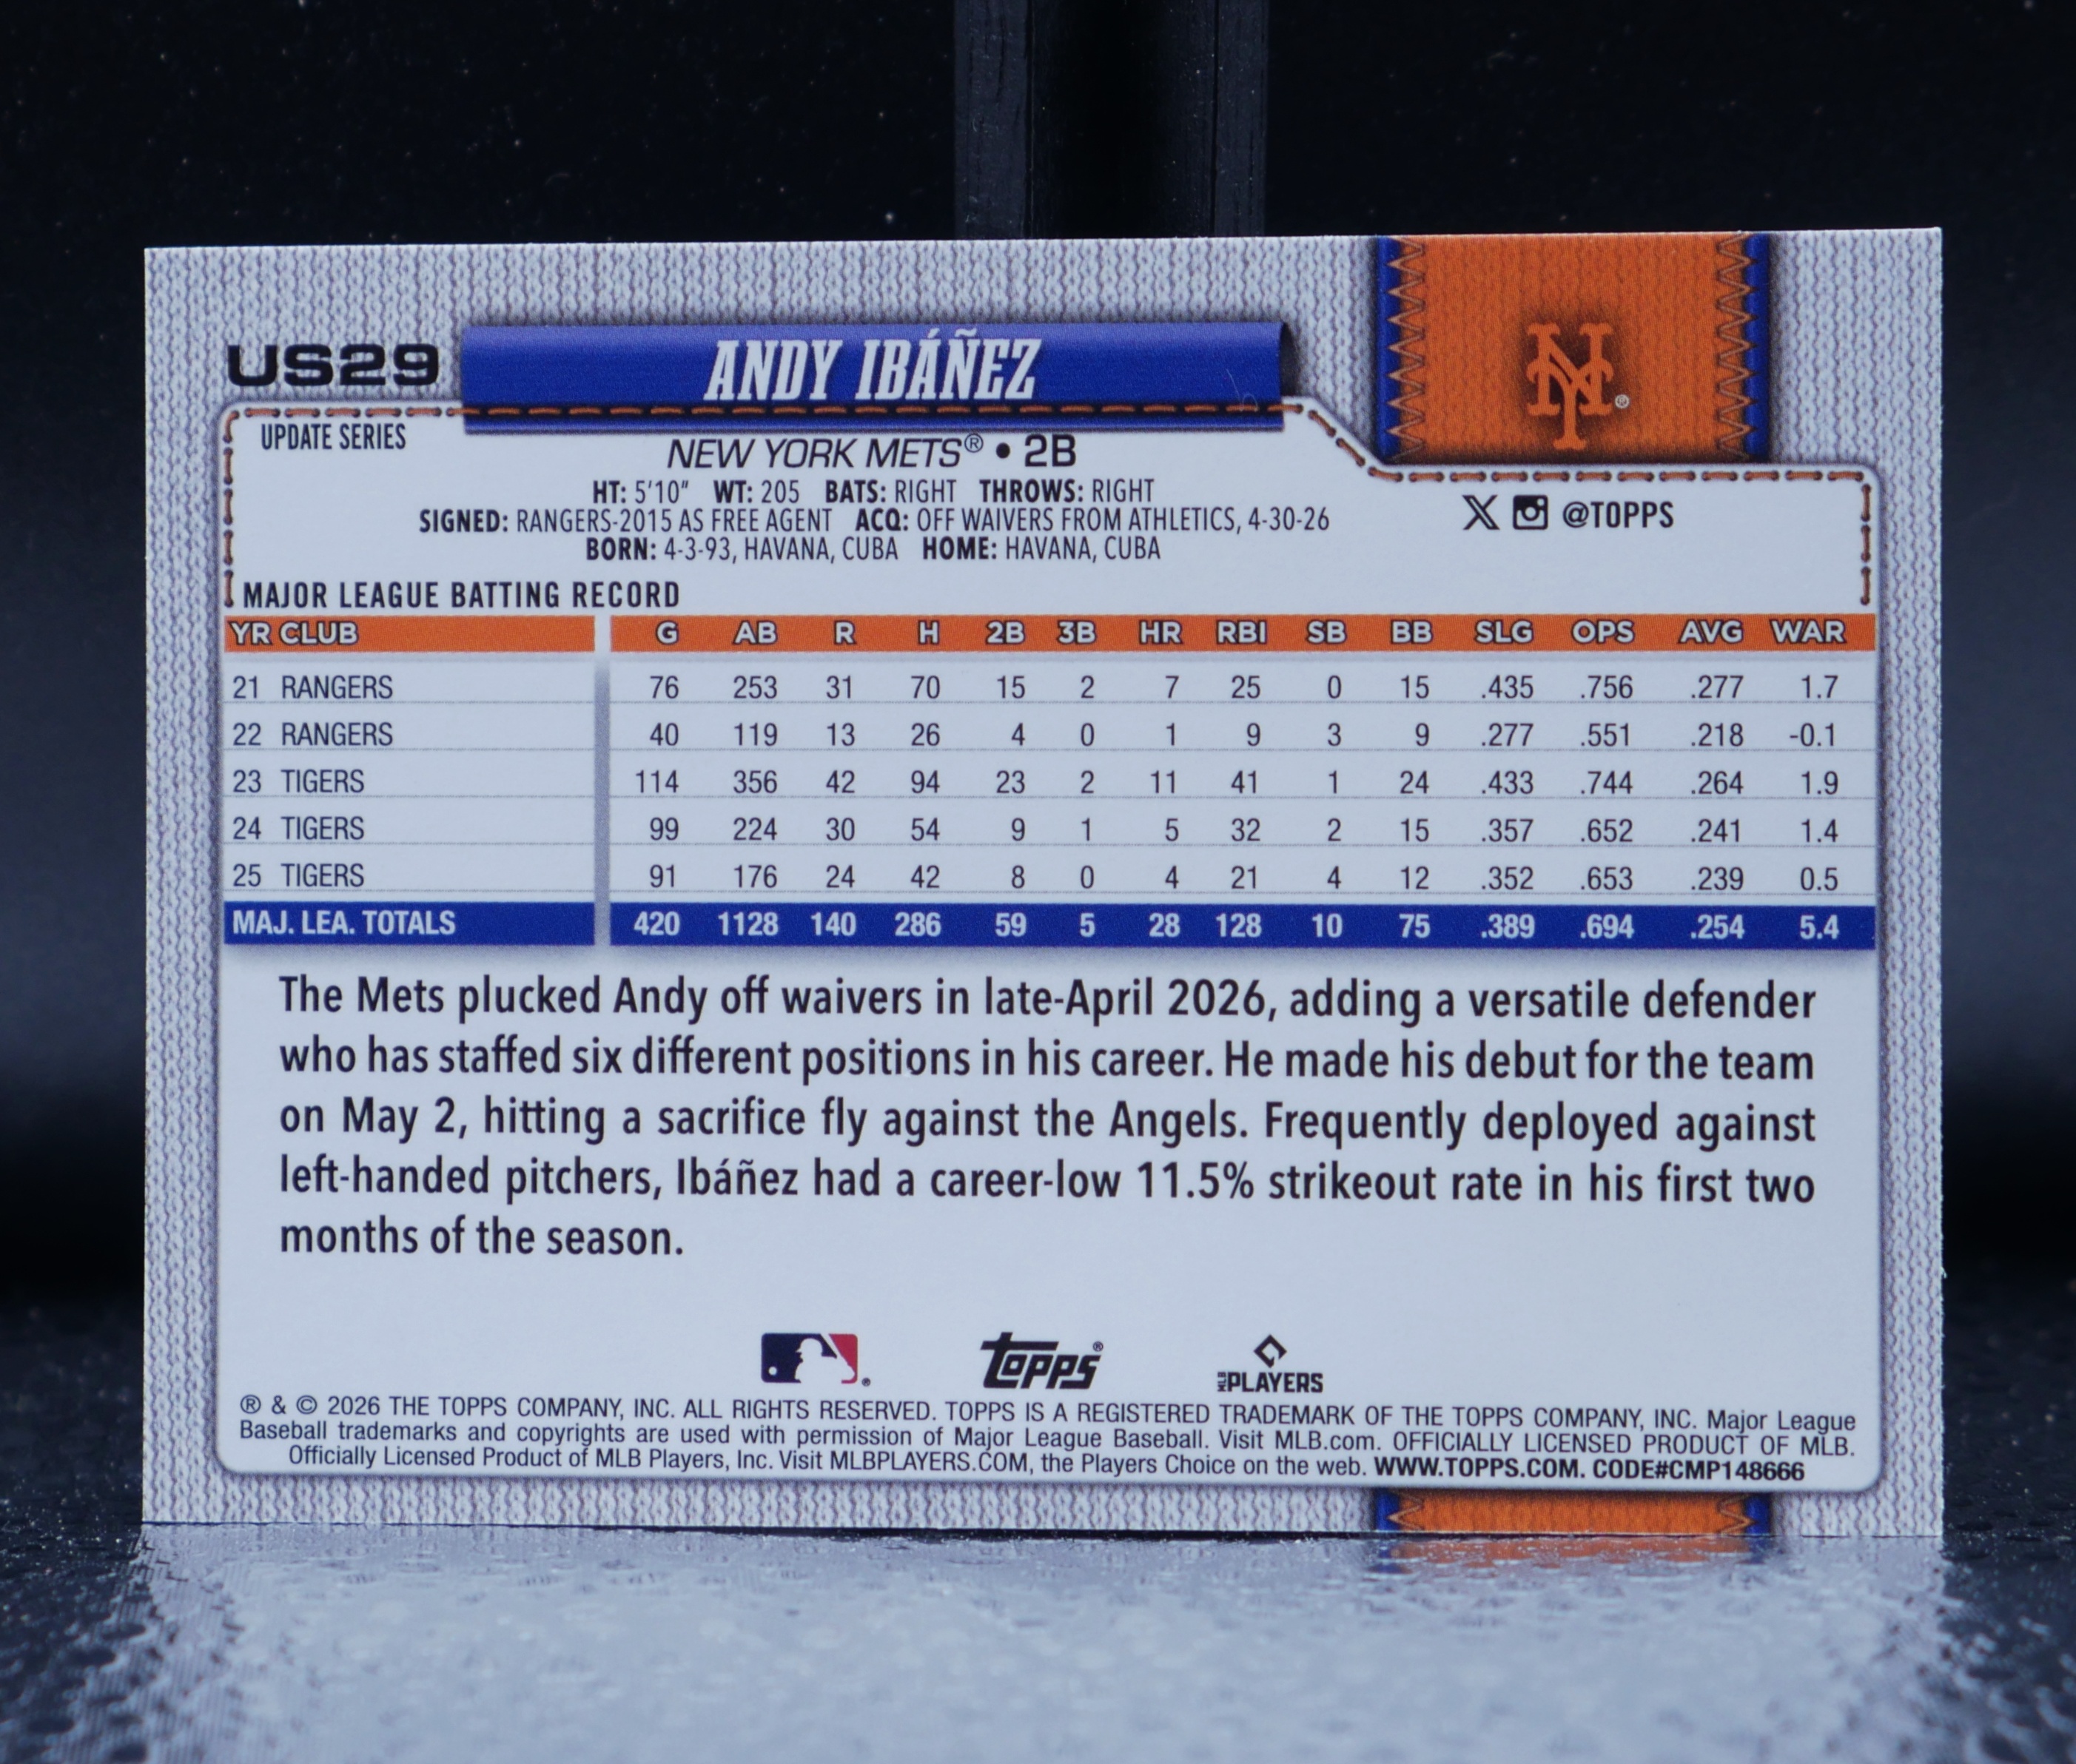 US29
ANDY IBÁÑEZ
NY®
UPDATE SERIES
NEW YORK METS® • 2B
HT: 5'10" WT: 205 BATS: RIGHT THROWS: RIGHT
SIGNED: RANGERS-2015 AS FREE AGENT ACQ: OFF WAIVERS FROM ATHLETICS, 4-30-26
BORN: 4-3-93, HAVANA, CUBA HOME: HAVANA, CUBA
X @TOPPS
MAJOR LEAGUE BATTING RECORD
YR CLUB G AB R H 2B 3B HR RBI SB BB SLG OPS AVG WAR
21 RANGERS 76 253 31 70 15 2 7 25 0 15 .435 .756 .277 1.7
22 RANGERS 40 119 13 26 4 0 1 9 3 9 .277 .551 .218 -0.1
23 TIGERS 114 356 42 94 23 2 11 41 1 24 .433 .744 .264 1.9
24 TIGERS 99 224 30 54 9 1 5 32 2 15 .357 .652 .241 1.4
25 TIGERS 91 176 24 42 8 0 4 21 4 12 .352 .653 .239 0.5
MAJ. LEA. TOTALS 420 1128 140 286 59 5 28 128 10 75 .389 .694 .254 5.4
The Mets plucked Andy off waivers in late-April 2026, adding a versatile defender
who has staffed six different positions in his career. He made his debut for the team
on May 2, hitting a sacrifice fly against the Angels. Frequently deployed against
left-handed pitchers, Ibáñez had a career-low 11.5% strikeout rate in his first two
months of the season.
Topps®
MLB PLAYERS
® & © 2026 THE TOPPS COMPANY, INC. ALL RIGHTS RESERVED. TOPPS IS A REGISTERED TRADEMARK OF THE TOPPS COMPANY, INC. Major League
Baseball trademarks and copyrights are used with permission of Major League Baseball. Visit MLB.com. OFFICIALLY LICENSED PRODUCT OF MLB.
Officially Licensed Product of MLB Players, Inc. Visit MLBPLAYERS.COM, the Players Choice on the web. WWW.TOPPS.COM. CODE#CMP148666